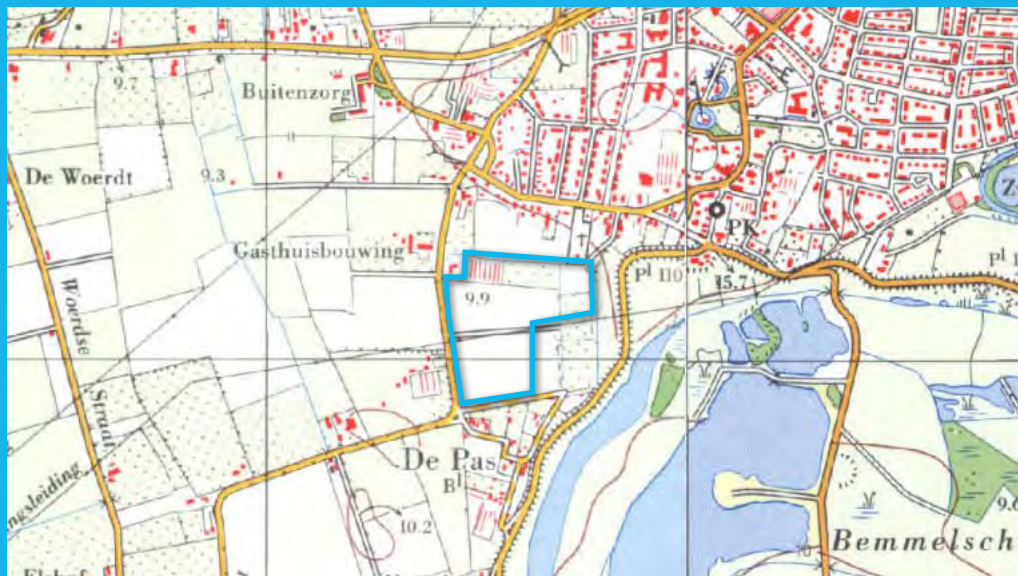 9.7
Buitenzorg
De Woerdt
9.3
Gasthuisbouwing
PK
Pl 110
15.7
9.9
Woerdse
Straat
De Pas
Bl
10.2
10
9.6
Bemmelsch